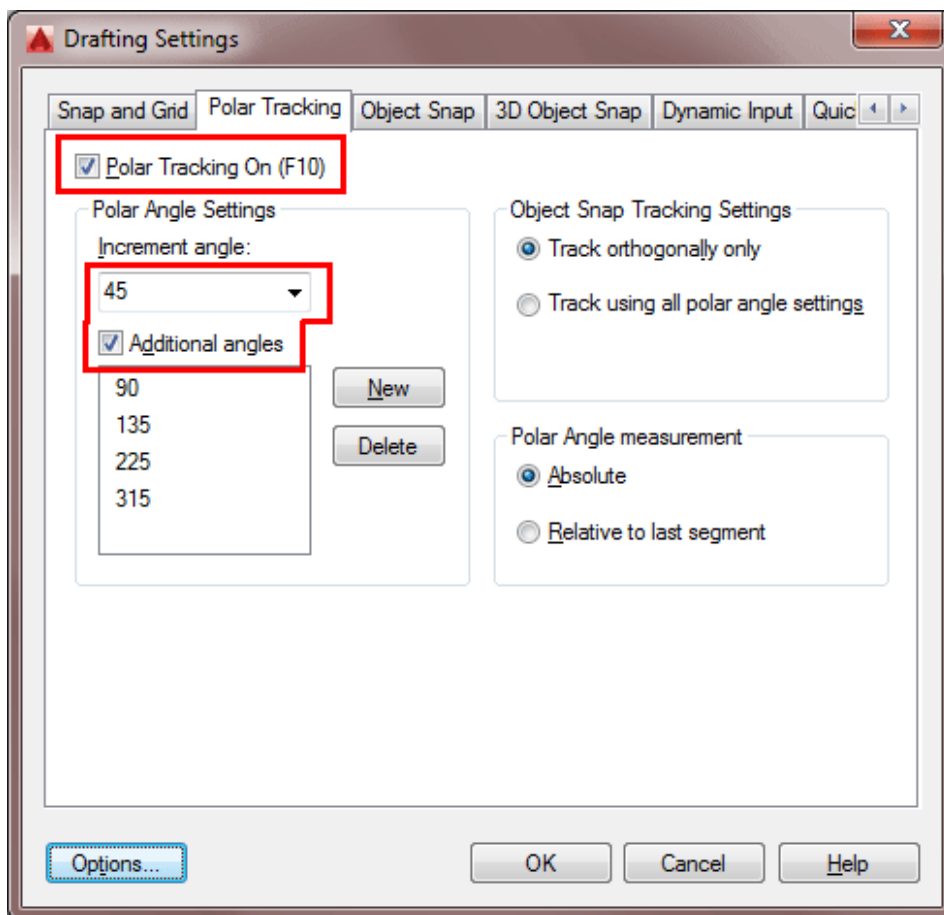 Drafting Settings
Snap and Grid
Polar Tracking
Object Snap
3D Object Snap
Dynamic Input
Quic
Polar Tracking On (F10)
Polar Angle Settings
Increment angle:
45
Additional angles
90
135
225
315
New
Delete
Object Snap Tracking Settings
Track orthogonally only
Track using all polar angle settings
Polar Angle measurement
Absolute
Relative to last segment
Options...
OK
Cancel
Help